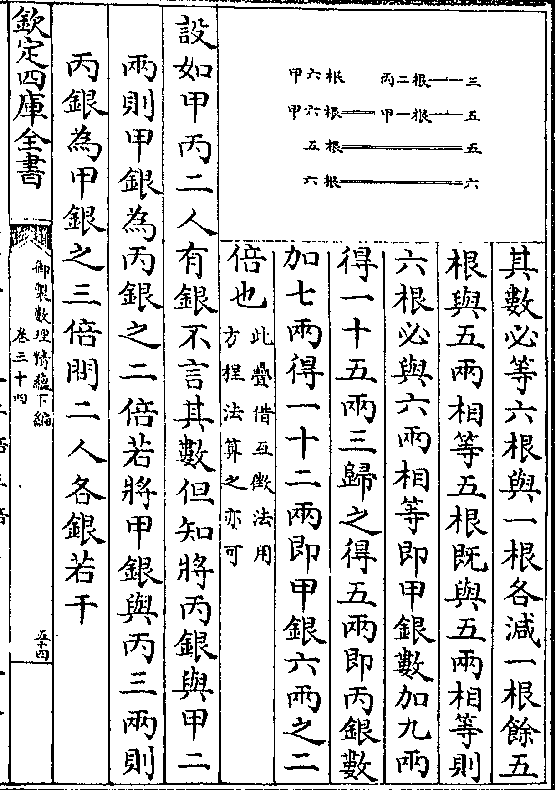 甲六根　丙二根　三
甲六根　甲一根　五
五根　五
六根　六
其數必等六根與一根各減一根餘五
根與五兩相等五根既與五兩相等則
六根必與六兩相等即甲銀數加九兩
得一十五兩三歸之得五兩即丙銀數
加七兩得一十二兩即甲銀六兩之二
倍也此疊借互徵法用
方程法算之亦可
設如甲丙二人有銀不言其數但知將丙銀與甲二
兩則甲銀為丙銀之二倍若將甲銀與丙三兩則
丙銀為甲銀之三倍問二人各銀若干
欽定四庫全書
御製數理精蘊下編
卷三十四